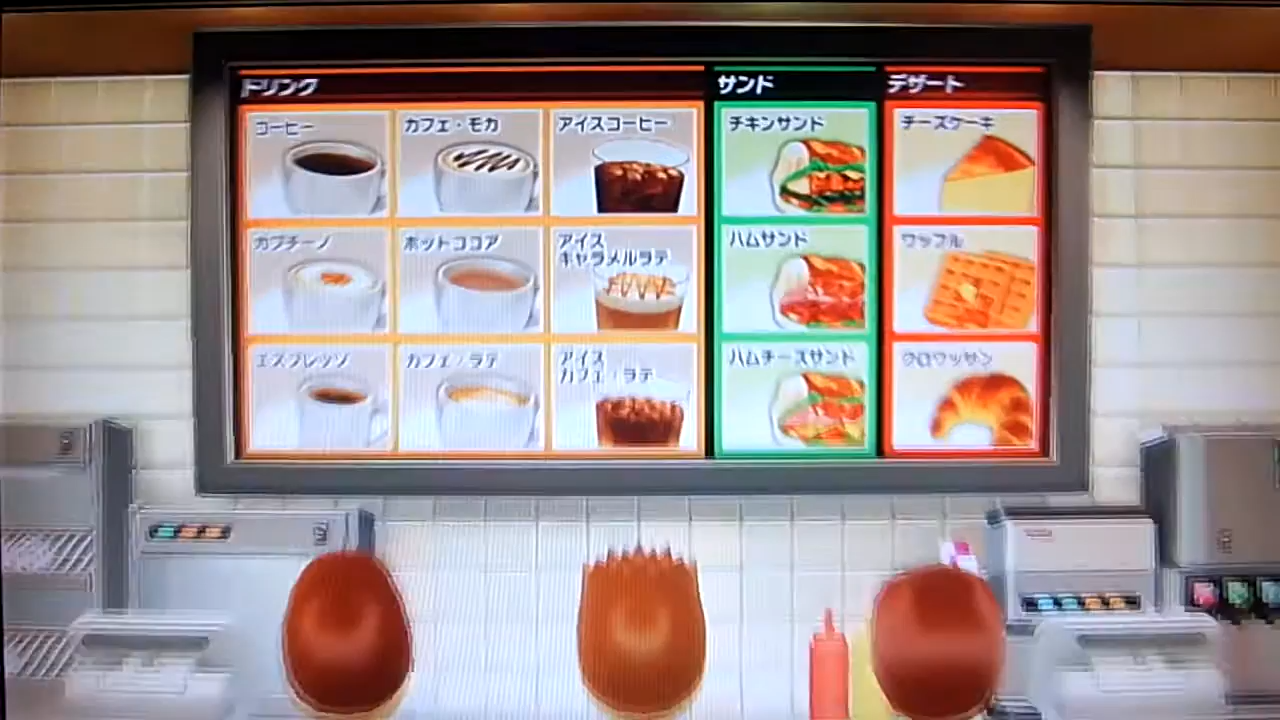 ドリンク
サンド
デザート
コーヒー
カフェ・モカ
アイスコーヒー
チキンサンド
チーズケーキ
カプチーノ
ホットココア
アイス
キャラメルラテ
ハムサンド
ワッフル
エスプレッソ
カフェ・ラテ
アイス
カフェ・ラテ
ハムチーズサンド
クロワッサン